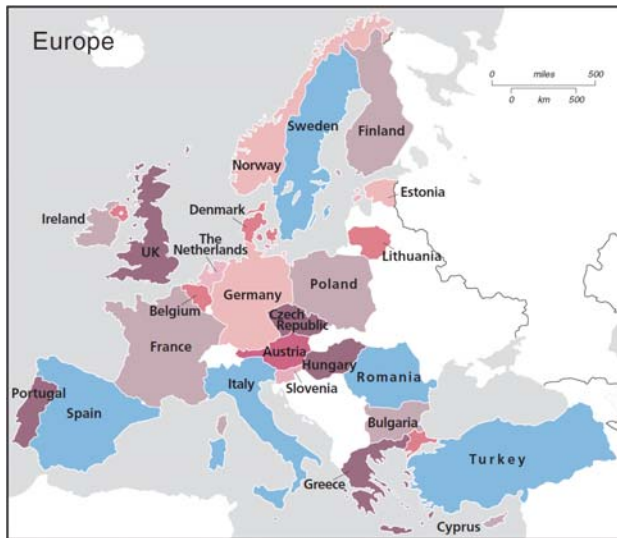 Europe
0 miles 500
0 km 500
Sweden
Finland
Norway
Estonia
Denmark
Ireland
The
Netherlands
Lithuania
UK
Poland
Germany
Belgium
Czech
Republic
France
Austria
Hungary
Slovenia
Romania
Italy
Portugal
Spain
Bulgaria
Turkey
Greece
Cyprus